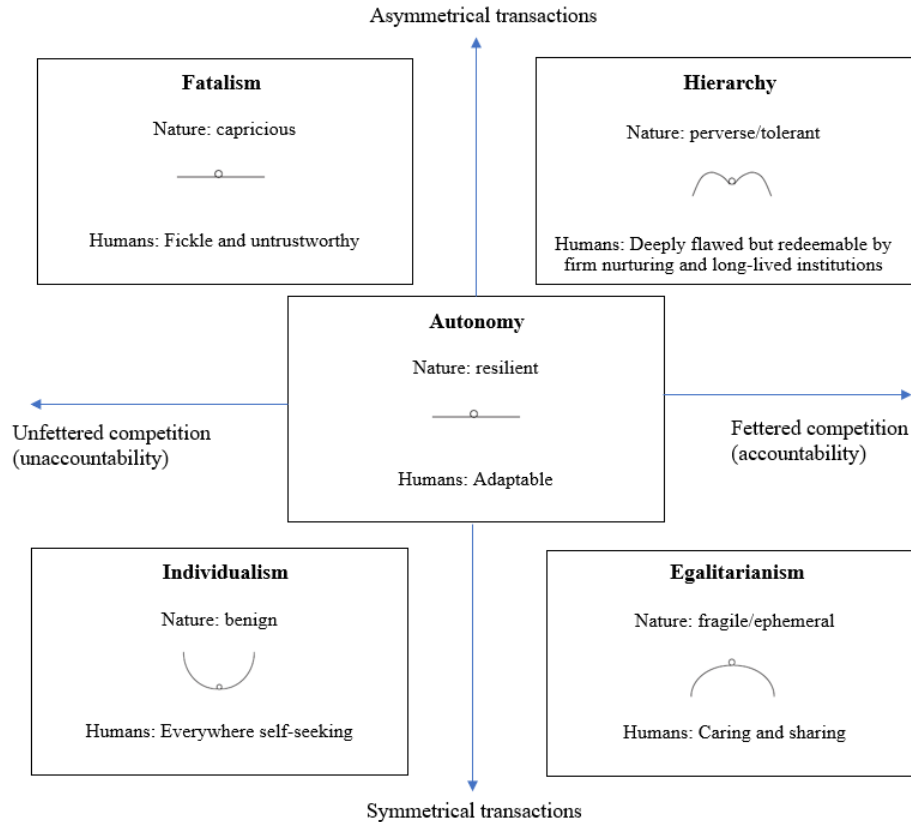 Asymmetrical transactions
Fatalism
Nature: capricious
Humans: Fickle and untrustworthy
Hierarchy
Nature: perverse/tolerant
Humans: Deeply flawed but redeemable by
firm nurturing and long-lived institutions
Autonomy
Nature: resilient
Humans: Adaptable
Unfettered competition
(unaccountability)
Fettered competition
(accountability)
Individualism
Nature: benign
Humans: Everywhere self-seeking
Egalitarianism
Nature: fragile/ephemeral
Humans: Caring and sharing
Symmetrical transactions